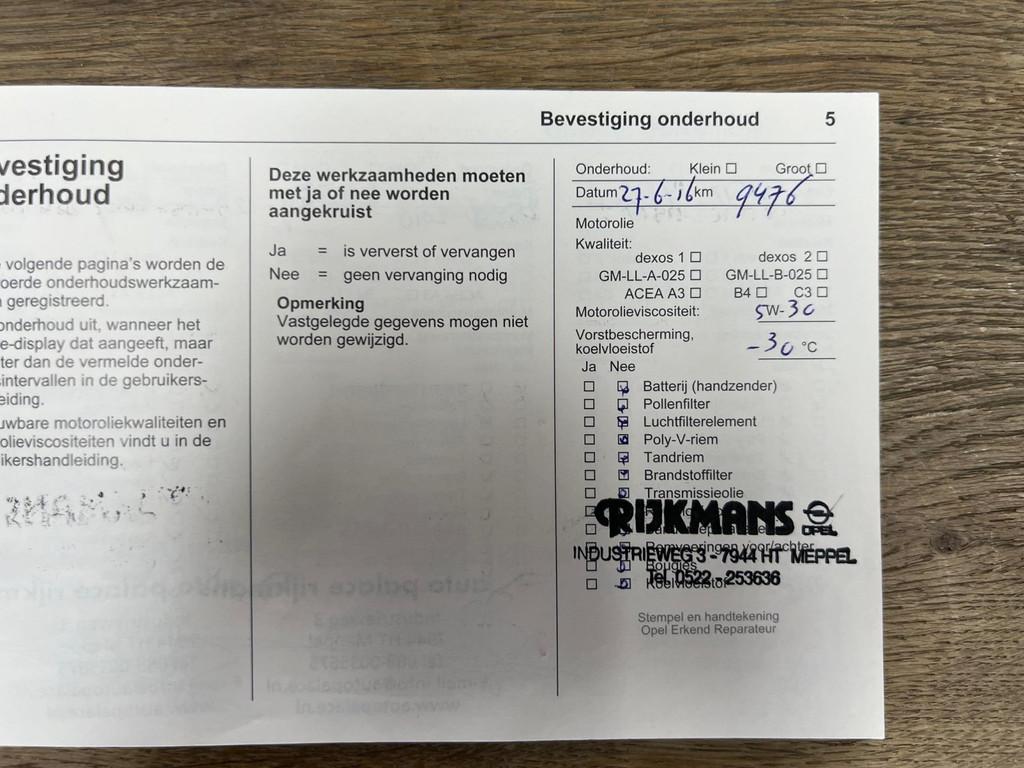 Bevestiging onderhoud 5
vestiging
derhoud
volgende pagina's worden de
oerde onderhoudswerkzaam-
geregistreerd.
onderhoud uit, wanneer het
e-display dat aangeeft, maar
ter dan de vermelde onder-
sintervallen in de gebruikers-
eiding.
uwbare motoroliekwaliteiten en
olieviscositeiten vindt u in de
ikershandleiding.
Deze werkzaamheden moeten
met ja of nee worden
aangekruist
Ja = is ververst of vervangen
Nee = geen vervanging nodig
Opmerking
Vastgelegde gegevens mogen niet
worden gewijzigd.
Onderhoud: Klein ☐ Groot ☐
Datum 27-6-16 km 9476
Motorolie
Kwaliteit:
dexos 1 ☐ dexos 2 ☐
GM-LL-A-025 ☐ GM-LL-B-025 ☐
ACEA A3 ☐ B4 ☐ C3 ☐
Motorolieviscositeit: 5W-30
Vorstbescherming,
koelvloeistof -30 °C
Ja Nee
Batterij (handzender)
Pollenfilter
Luchtfilterelement
Poly-V-riem
Tandriem
Brandstoffilter
Transmissieolie
RIJKMANS OPEL
Remvoeringen voor/achter
INDUSTRIEWEG 3 - 7944 HT MEPPEL
Bougies
Tel. 0522 - 253636
Koelvloeistof
Stempel en handtekening
Opel Erkend Reparateur